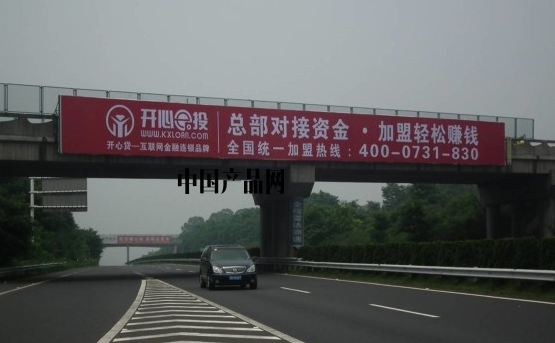 开心e投
WWW.KXLOAN.COM
开心贷—互联网金融连锁品牌
总部对接资金·加盟轻松赚钱
全国统一加盟热线：400-0731-830
中国产品网